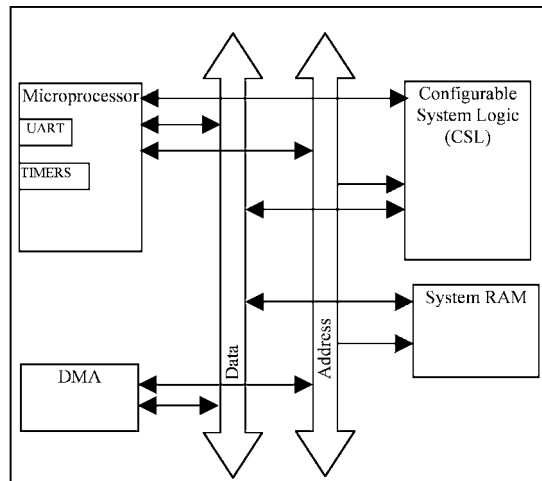 Microprocessor
UART
TIMERS
Configurable
System Logic
(CSL)
System RAM
DMA
Data
Address